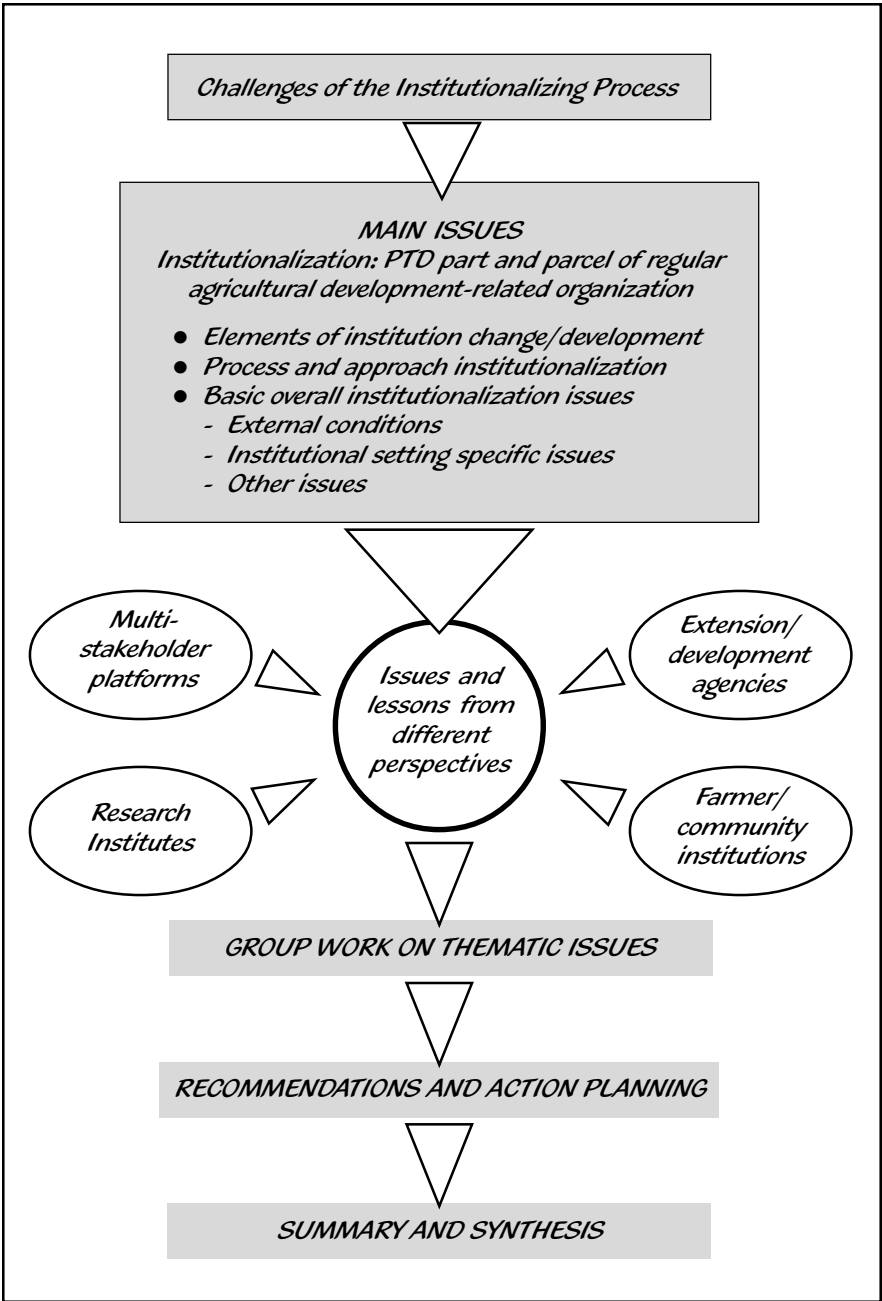 Challenges of the Institutionalizing Process
MAIN ISSUES
Institutionalization: PTD part and parcel of regular
agricultural development-related organization
● Elements of institution change/development
● Process and approach institutionalization
● Basic overall institutionalization issues
- External conditions
- Institutional setting specific issues
- Other issues
Multi-
stakeholder
platforms
Extension/
development
agencies
Issues and
lessons from
different
perspectives
Research
Institutes
Farmer/
community
institutions
GROUP WORK ON THEMATIC ISSUES
RECOMMENDATIONS AND ACTION PLANNING
SUMMARY AND SYNTHESIS